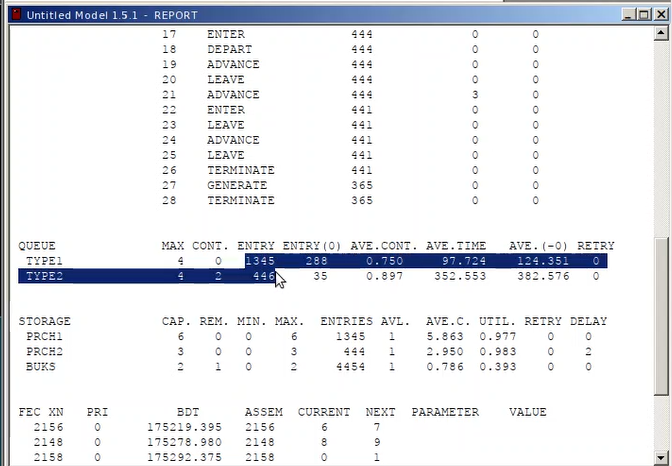 Untitled Model 1.5.1 - REPORT
17 ENTER 444 0 0
18 DEPART 444 0 0
19 ADVANCE 444 0 0
20 LEAVE 444 0 0
21 ADVANCE 444 3 0
22 ENTER 441 0 0
23 LEAVE 441 0 0
24 ADVANCE 441 0 0
25 LEAVE 441 0 0
26 TERMINATE 441 0 0
27 GENERATE 365 0 0
28 TERMINATE 365 0 0
QUEUE MAX CONT. ENTRY ENTRY(0) AVE.CONT. AVE.TIME AVE.(-0) RETRY
TYPE1 4 0 1345 288 0.750 97.724 124.351 0
TYPE2 4 2 446 35 0.897 352.553 382.576 0
STORAGE CAP. REM. MIN. MAX. ENTRIES AVL. AVE.C. UTIL. RETRY DELAY
PRCH1 6 0 0 6 1345 1 5.863 0.977 0 0
PRCH2 3 0 0 3 444 1 2.950 0.983 0 2
BUKS 2 1 0 2 4454 1 0.786 0.393 0 0
FEC XN PRI BDT ASSEM CURRENT NEXT PARAMETER VALUE
2156 0 175219.395 2156 6 7
2148 0 175278.980 2148 8 9
2158 0 175292.375 2158 0 1